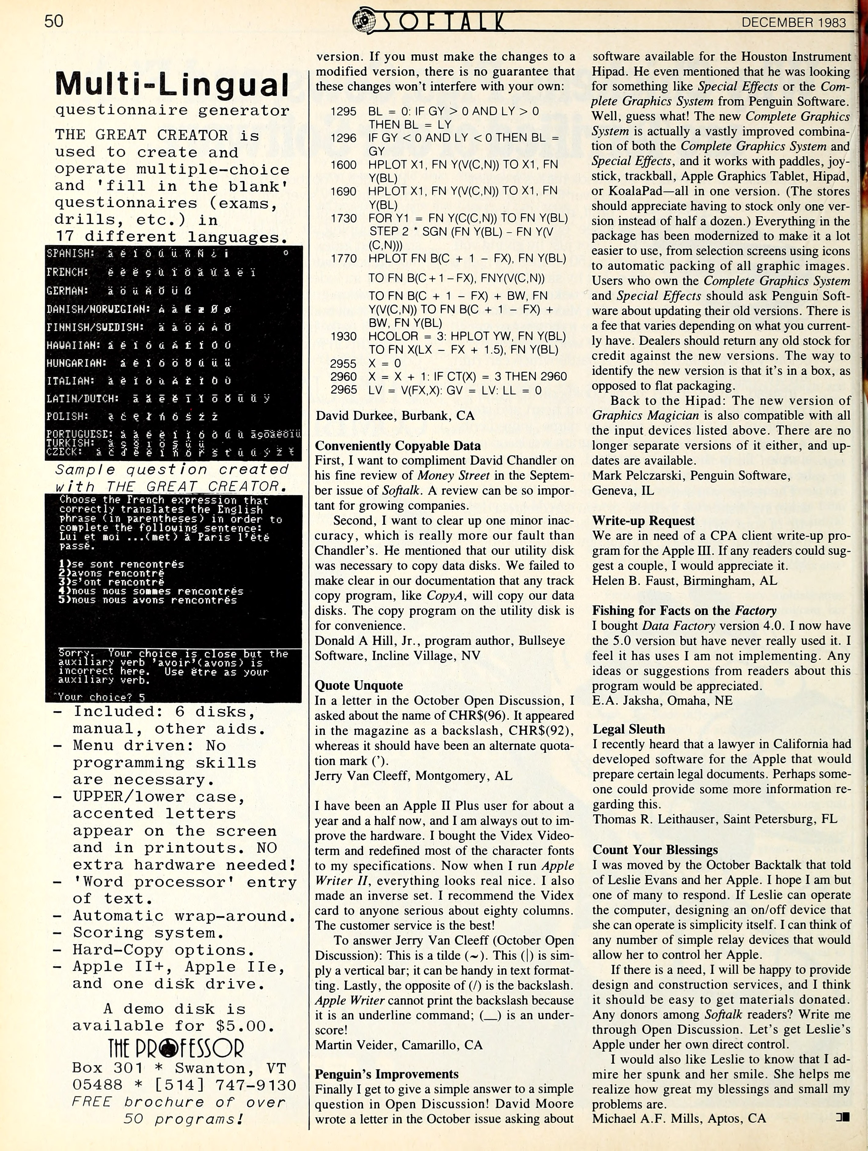 50
SOFTALK
DECEMBER 1983
Multi-Lingual
questionnaire generator
THE GREAT CREATOR is
used to create and
operate multiple-choice
and 'fill in the blank'
questionnaires (exams,
drills, etc.) in
17 different languages.
SPANISH:
FRENCH:
GERMAN:
DANISH/NORWEGIAN:
FINNISH/SWEDISH:
HAWAIIAN:
HUNGARIAN:
ITALIAN:
LATIN/DUTCH:
POLISH:
PORTUGUESE:
TURKISH:
CZECK:
Sample question created
with THE GREAT CREATOR.
Choose the French expression that
correctly translates the English
phrase (in parentheses) in order to
complete the following sentence:
Lui et moi ...(met) à Paris l'été
passé.
1)se sont rencontrés
2)avons rencontré
3)s'ont rencontré
4)nous nous sommes rencontrés
5)nous nous avons rencontrés
Sorry. Your choice is close but the
auxiliary verb 'avoir'(avons) is
incorrect here. Use être as your
auxiliary verb.
Your choice? 5
– Included: 6 disks,
manual, other aids.
– Menu driven: No
programming skills
are necessary.
– UPPER/lower case,
accented letters
appear on the screen
and in printouts. NO
extra hardware needed!
– 'Word processor' entry
of text.
– Automatic wrap-around.
– Scoring system.
– Hard-Copy options.
– Apple II+, Apple IIe,
and one disk drive.
A demo disk is
available for $5.00.
THE PROFESSOR
Box 301 * Swanton, VT
05488 * [514] 747-9130
FREE brochure of over
50 programs!
version. If you must make the changes to a
modified version, there is no guarantee that
these changes won't interfere with your own:
1295 BL = 0: IF GY > 0 AND LY > 0
THEN BL = LY
1296 IF GY < 0 AND LY < 0 THEN BL =
GY
1600 HPLOT X1, FN Y(V(C,N)) TO X1, FN
Y(BL)
1690 HPLOT X1, FN Y(V(C,N)) TO X1, FN
Y(BL)
1730 FOR Y1 = FN Y(C(C,N)) TO FN Y(BL)
STEP 2 * SGN (FN Y(BL) – FN Y(V
(C,N)))
1770 HPLOT FN B(C + 1 – FX), FN Y(BL)
TO FN B(C + 1 – FX), FNY(V(C,N))
TO FN B(C + 1 – FX) + BW, FN
Y(V(C,N)) TO FN B(C + 1 – FX) +
BW, FN Y(BL)
1930 HCOLOR = 3: HPLOT YW, FN Y(BL)
TO FN X(LX – FX + 1.5), FN Y(BL)
2955 X = 0
2960 X = X + 1: IF CT(X) = 3 THEN 2960
2965 LV = V(FX,X): GV = LV: LL = 0
David Durkee, Burbank, CA
Conveniently Copyable Data
First, I want to compliment David Chandler on
his fine review of Money Street in the Septem-
ber issue of Softalk. A review can be so impor-
tant for growing companies.
Second, I want to clear up one minor inac-
curacy, which is really more our fault than
Chandler's. He mentioned that our utility disk
was necessary to copy data disks. We failed to
make clear in our documentation that any track
copy program, like CopyA, will copy our data
disks. The copy program on the utility disk is
for convenience.
Donald A Hill, Jr., program author, Bullseye
Software, Incline Village, NV
Quote Unquote
In a letter in the October Open Discussion, I
asked about the name of CHR$(96). It appeared
in the magazine as a backslash, CHR$(92),
whereas it should have been an alternate quota-
tion mark (').
Jerry Van Cleeff, Montgomery, AL
I have been an Apple II Plus user for about a
year and a half now, and I am always out to im-
prove the hardware. I bought the Videx Video-
term and redefined most of the character fonts
to my specifications. Now when I run Apple
Writer II, everything looks real nice. I also
made an inverse set. I recommend the Videx
card to anyone serious about eighty columns.
The customer service is the best!
To answer Jerry Van Cleeff (October Open
Discussion): This is a tilde (~). This (|) is sim-
ply a vertical bar; it can be handy in text format-
ting. Lastly, the opposite of (/) is the backslash.
Apple Writer cannot print the backslash because
it is an underline command; (__) is an under-
score!
Martin Veider, Camarillo, CA
Penguin's Improvements
Finally I get to give a simple answer to a simple
question in Open Discussion! David Moore
wrote a letter in the October issue asking about
software available for the Houston Instrument
Hipad. He even mentioned that he was looking
for something like Special Effects or the Com-
plete Graphics System from Penguin Software.
Well, guess what! The new Complete Graphics
System is actually a vastly improved combina-
tion of both the Complete Graphics System and
Special Effects, and it works with paddles, joy-
stick, trackball, Apple Graphics Tablet, Hipad,
or KoalaPad—all in one version. (The stores
should appreciate having to stock only one ver-
sion instead of half a dozen.) Everything in the
package has been modernized to make it a lot
easier to use, from selection screens using icons
to automatic packing of all graphic images.
Users who own the Complete Graphics System
and Special Effects should ask Penguin Soft-
ware about updating their old versions. There is
a fee that varies depending on what you current-
ly have. Dealers should return any old stock for
credit against the new versions. The way to
identify the new version is that it's in a box, as
opposed to flat packaging.
Back to the Hipad: The new version of
Graphics Magician is also compatible with all
the input devices listed above. There are no
longer separate versions of it either, and up-
dates are available.
Mark Pelczarski, Penguin Software,
Geneva, IL
Write-up Request
We are in need of a CPA client write-up pro-
gram for the Apple III. If any readers could sug-
gest a couple, I would appreciate it.
Helen B. Faust, Birmingham, AL
Fishing for Facts on the Factory
I bought Data Factory version 4.0. I now have
the 5.0 version but have never really used it. I
feel it has uses I am not implementing. Any
ideas or suggestions from readers about this
program would be appreciated.
E.A. Jaksha, Omaha, NE
Legal Sleuth
I recently heard that a lawyer in California had
developed software for the Apple that would
prepare certain legal documents. Perhaps some-
one could provide some more information re-
garding this.
Thomas R. Leithauser, Saint Petersburg, FL
Count Your Blessings
I was moved by the October Backtalk that told
of Leslie Evans and her Apple. I hope I am but
one of many to respond. If Leslie can operate
the computer, designing an on/off device that
she can operate is simplicity itself. I can think of
any number of simple relay devices that would
allow her to control her Apple.
If there is a need, I will be happy to provide
design and construction services, and I think
it should be easy to get materials donated.
Any donors among Softalk readers? Write me
through Open Discussion. Let's get Leslie's
Apple under her own direct control.
I would also like Leslie to know that I ad-
mire her spunk and her smile. She helps me
realize how great my blessings and small my
problems are.
Michael A.F. Mills, Aptos, CA